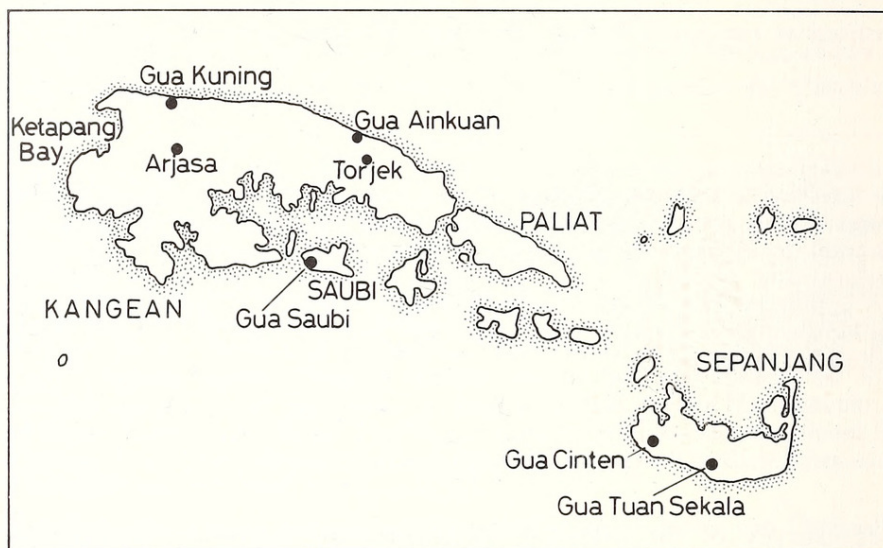 Gua Kuning
Ketapang
Bay
Gua Ainkuan
Arjasa
Torjek
PALIAT
KANGEAN
SAUBI
Gua Saubi
SEPANJANG
Gua Cinten
Gua Tuan Sekala